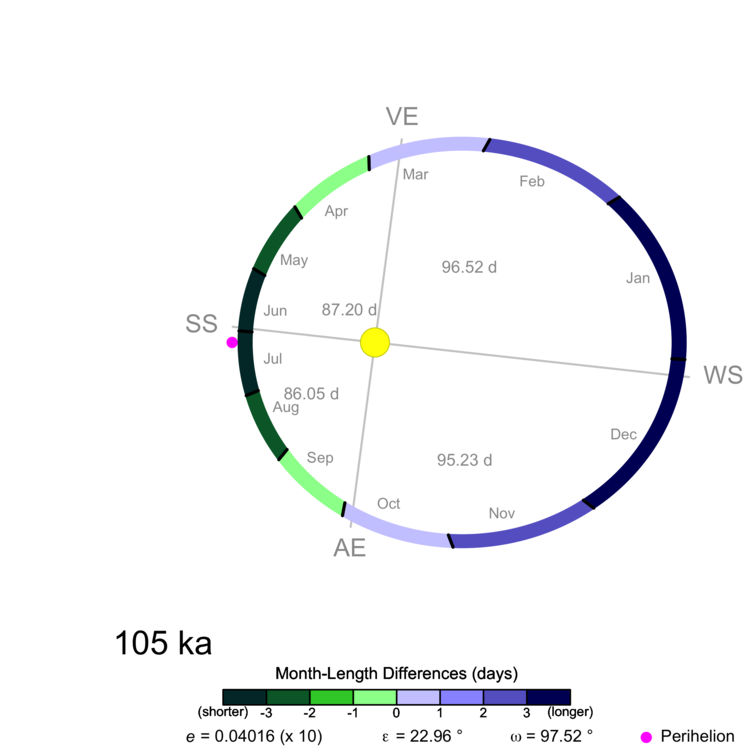 VE
Mar
Feb
Apr
May
96.52 d
Jan
Jun
87.20 d
SS
Jul
WS
86.05 d
Aug
Dec
Sep
95.23 d
Oct
Nov
AE
105 ka
Month-Length Differences (days)
(shorter) -3 -2 -1 0 1 2 3 (longer)
e = 0.04016 (x 10) ε = 22.96 ° ω = 97.52 ° Perihelion